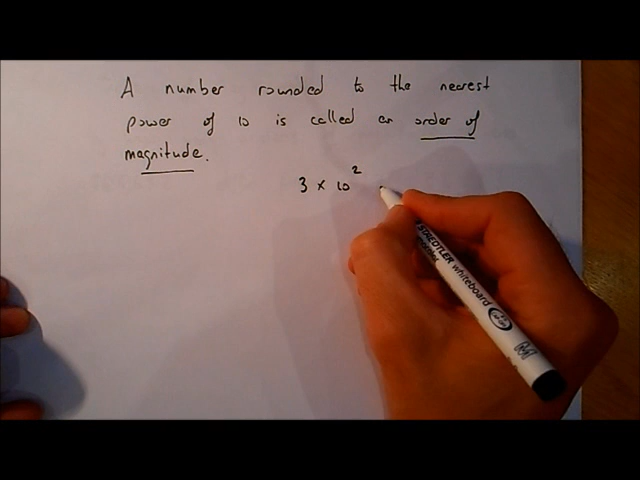 A number rounded to the nearest
power of 10 is called an order of
magnitude.
3 × 10²
STAEDTLER whiteboard